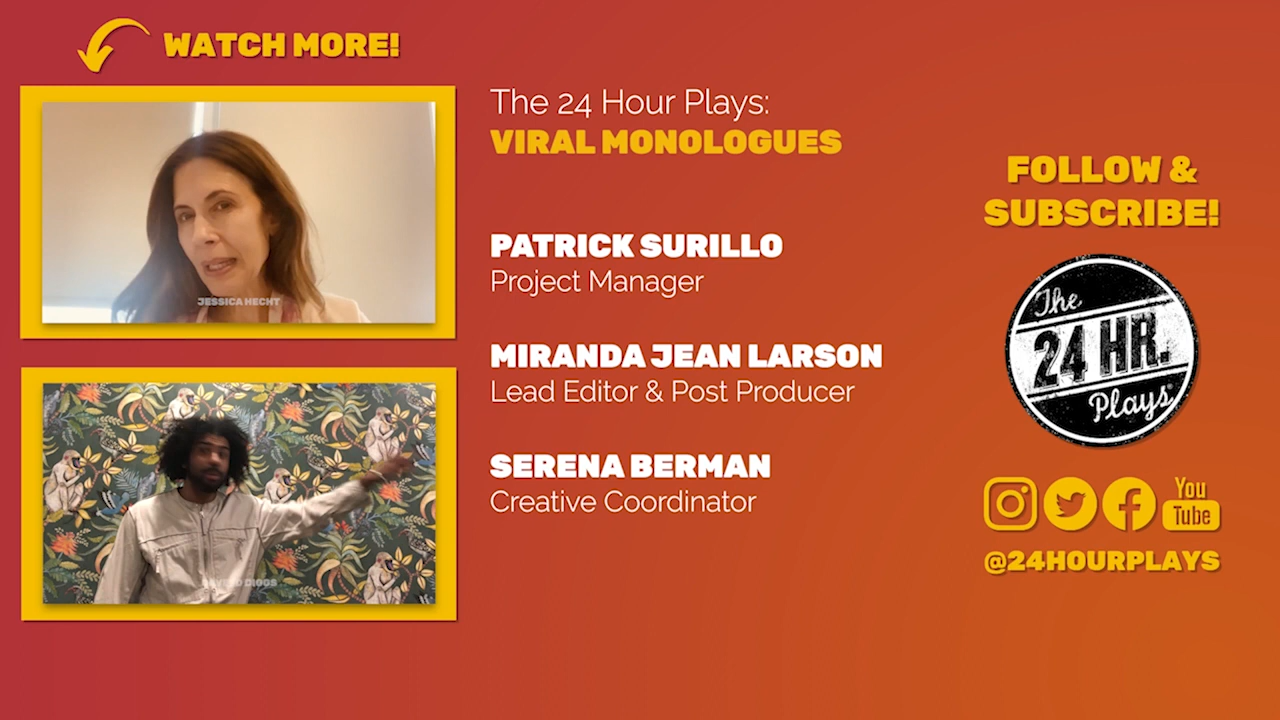 WATCH MORE!
JESSICA HECHT
DIGGS
The 24 Hour Plays:
VIRAL MONOLOGUES
PATRICK SURILLO
Project Manager
MIRANDA JEAN LARSON
Lead Editor & Post Producer
SERENA BERMAN
Creative Coordinator
FOLLOW &
SUBSCRIBE!
The
24 HR.
Plays
You
Tube
@24HOURPLAYS